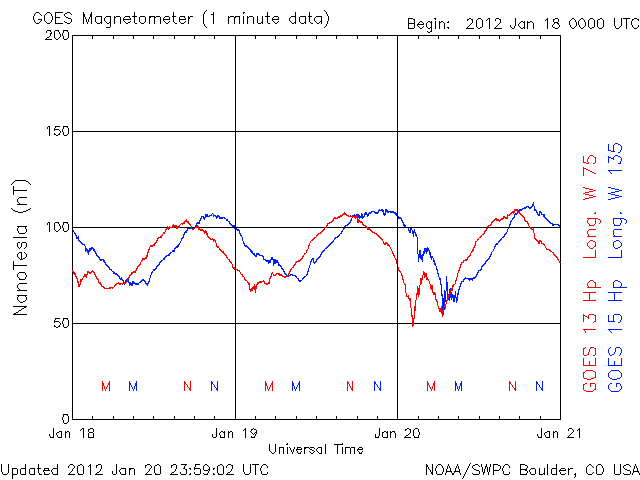 GOES Magnetometer (1 minute data)
Begin: 2012 Jan 18 0000 UTC
200
150
100
50
0
NanoTesla (nT)
M M N N M M N N M M N N
Jan 18 Jan 19 Jan 20 Jan 21
Universal Time
GOES 13 Hp Long. W 75
GOES 15 Hp Long. W 135
Updated 2012 Jan 20 23:59:02 UTC
NOAA/SWPC Boulder, CO USA